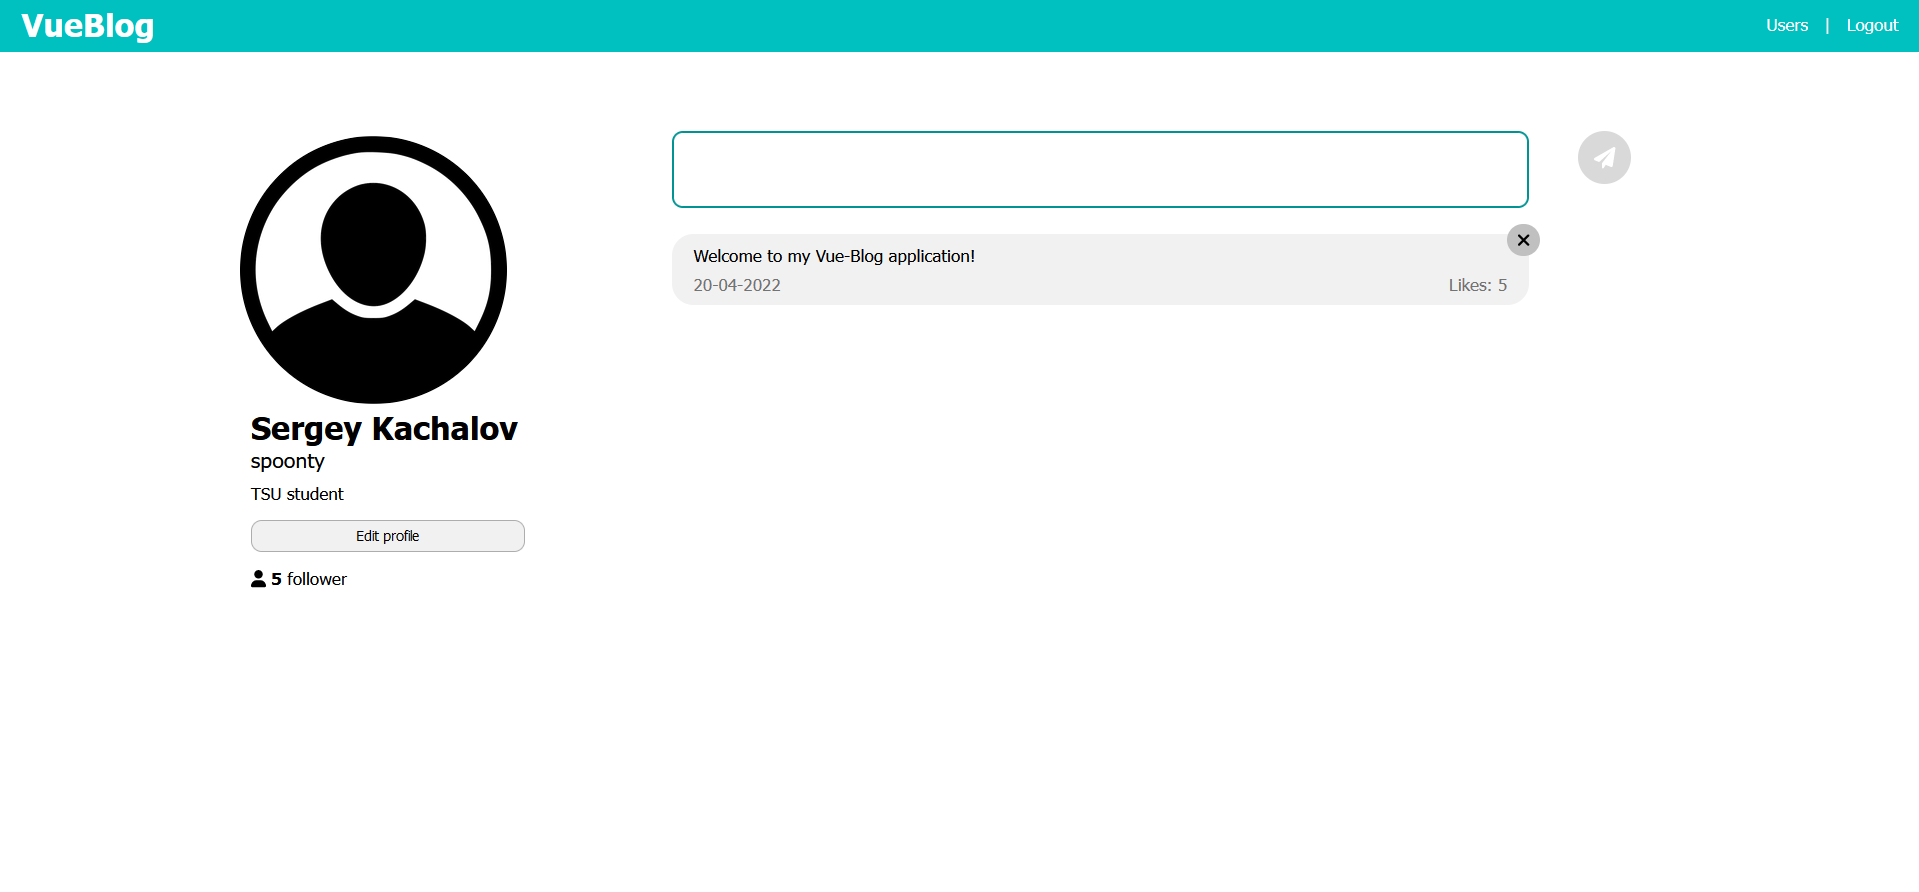 VueBlog
Users | Logout
Welcome to my Vue-Blog application!
20-04-2022 Likes: 5
Sergey Kachalov
spoonty
TSU student
Edit profile
5 follower